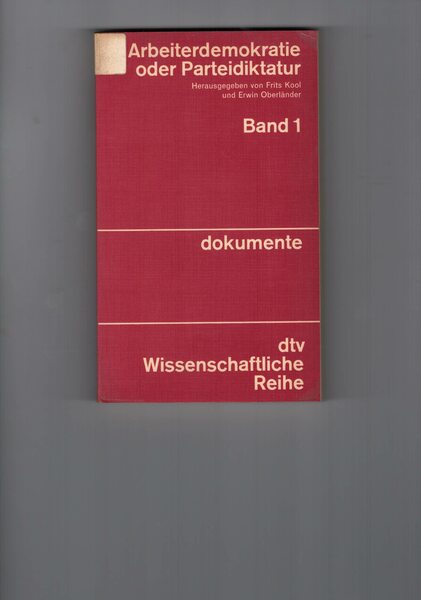 Arbeiterdemokratie
oder Parteidiktatur
Herausgegeben von Frits Kool
und Erwin Oberländer
Band 1
dokumente
dtv
Wissenschaftliche
Reihe